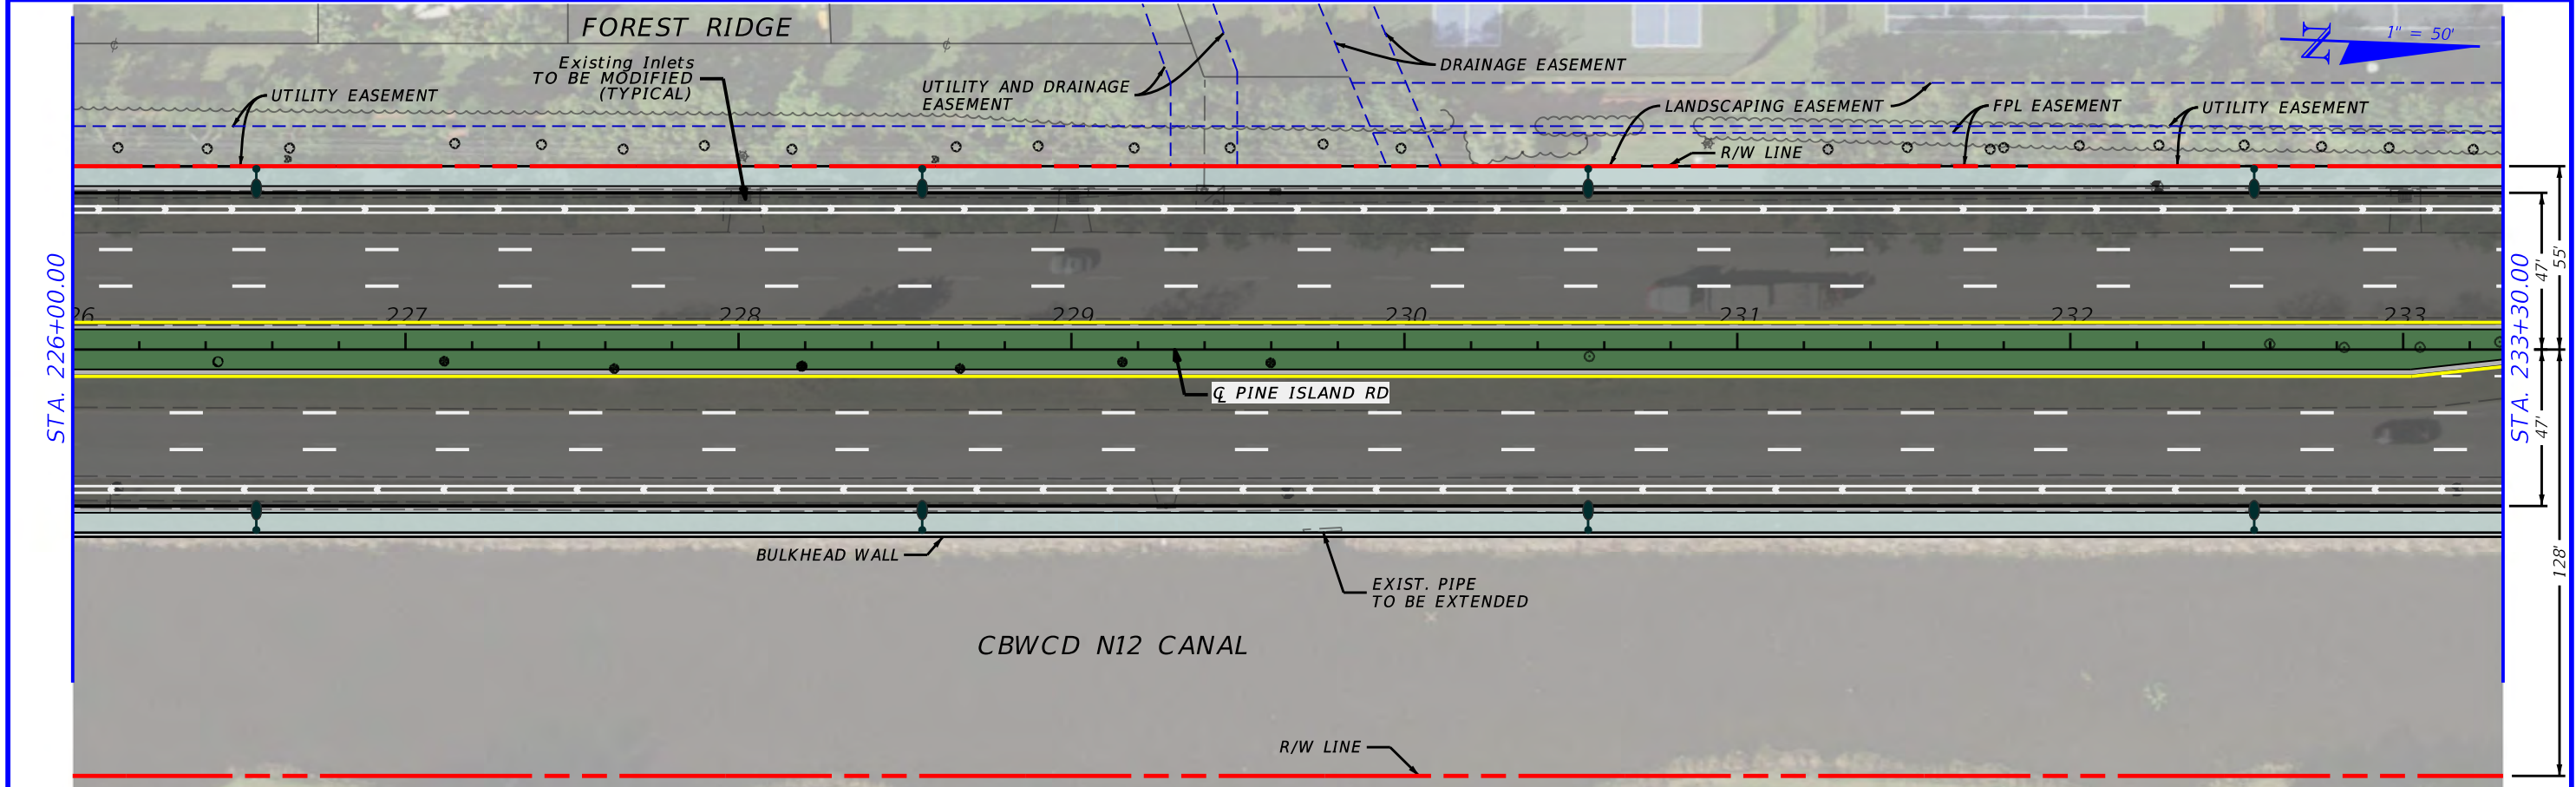 FOREST RIDGE
N
1" = 50'
Existing Inlets
TO BE MODIFIED
(TYPICAL)
UTILITY EASEMENT
UTILITY AND DRAINAGE
EASEMENT
DRAINAGE EASEMENT
LANDSCAPING EASEMENT
FPL EASEMENT
UTILITY EASEMENT
R/W LINE
STA. 226+00.00
26
227
228
229
230
231
232
233
STA. 233+30.00
47'
55'
47'
128'
℄ PINE ISLAND RD
BULKHEAD WALL
EXIST. PIPE
TO BE EXTENDED
CBWCD N12 CANAL
R/W LINE